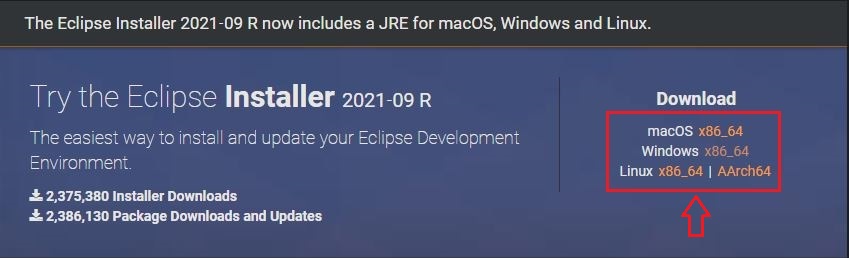 The Eclipse Installer 2021-09 R now includes a JRE for macOS, Windows and Linux.
Try the Eclipse Installer 2021-09 R
The easiest way to install and update your Eclipse Development
Environment.
2,375,380 Installer Downloads
2,386,130 Package Downloads and Updates
Download
macOS x86_64
Windows x86_64
Linux x86_64 | AArch64